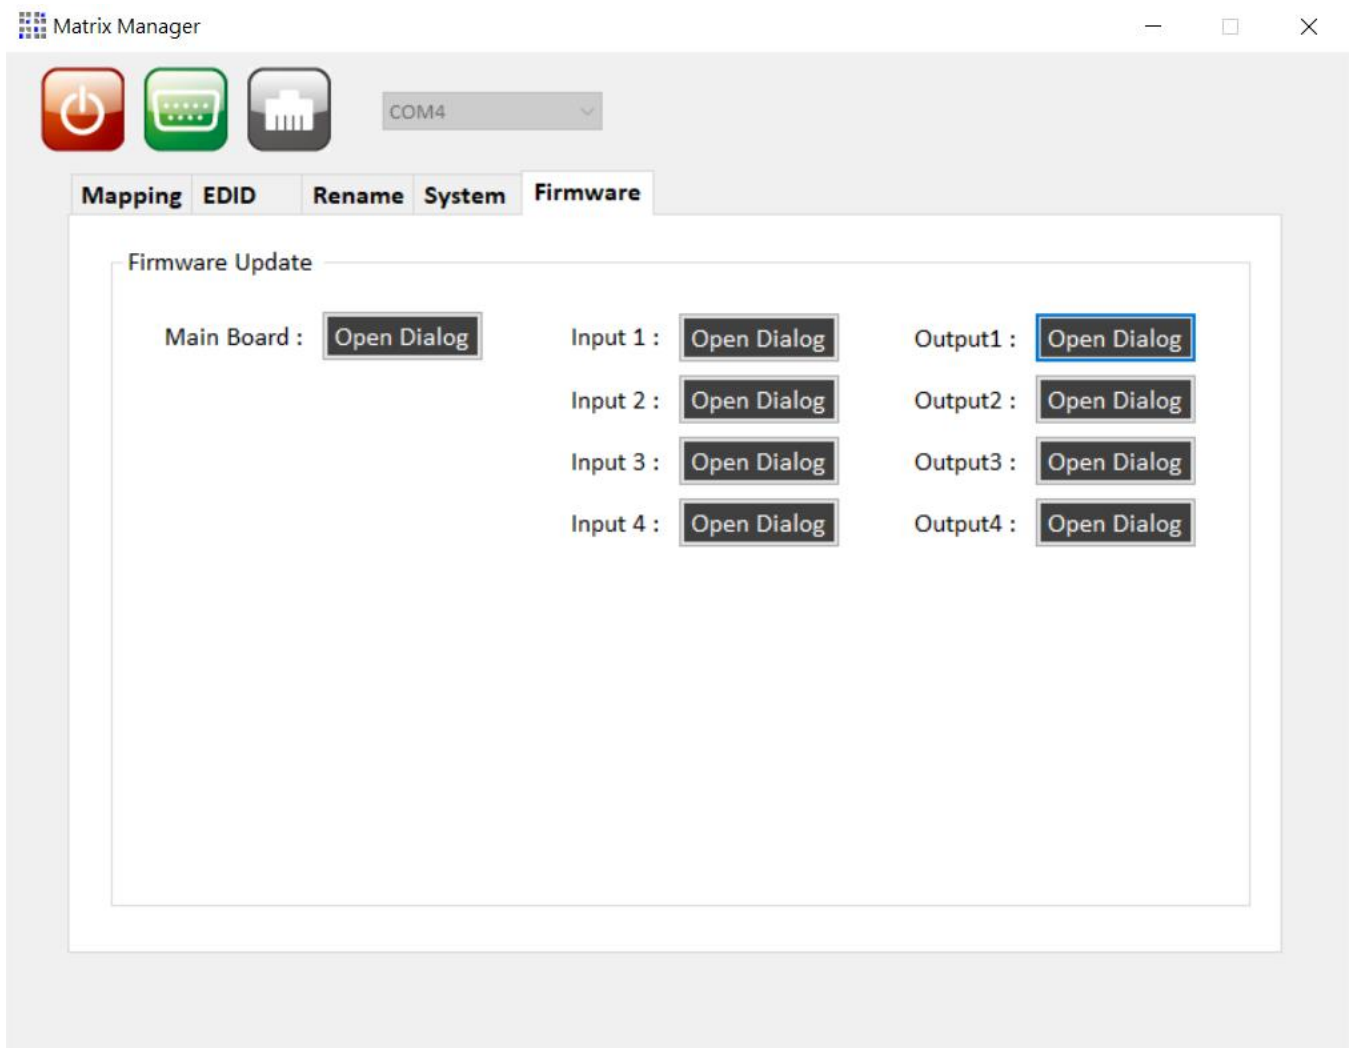 Matrix Manager
COM4
Mapping EDID Rename System Firmware
Firmware Update
Main Board : Open Dialog Input 1 : Open Dialog Output1 : Open Dialog
Input 2 : Open Dialog Output2 : Open Dialog
Input 3 : Open Dialog Output3 : Open Dialog
Input 4 : Open Dialog Output4 : Open Dialog